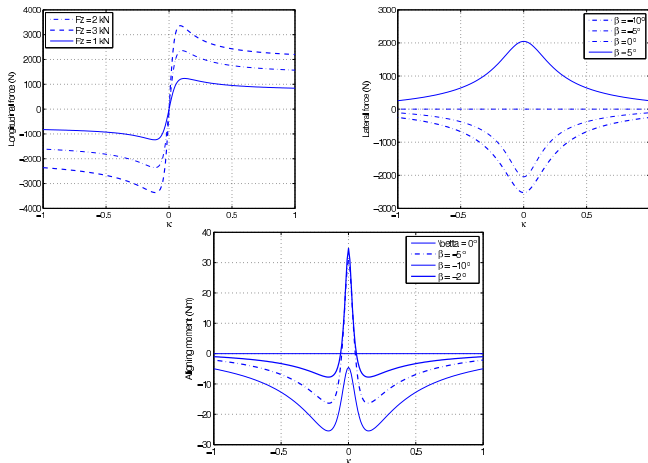 Fz = 2 kN
Fz = 3 kN
Fz = 1 kN
Longitudinal force (N)
4000
3000
2000
1000
0
−1000
−2000
−3000
−4000
−1
−0.5
0
0.5
1
κ
β = −10°
β = −5°
β = 0°
β = 5°
Lateral force (N)
3000
2000
1000
0
−1000
−2000
−3000
−1
−0.5
0
0.5
κ
'betta = 0°
β = −5°
β = −10°
β = −2°
Aligning moment (Nm)
40
30
20
10
0
−10
−20
−30
−1
−0.5
0
0.5
1
κ